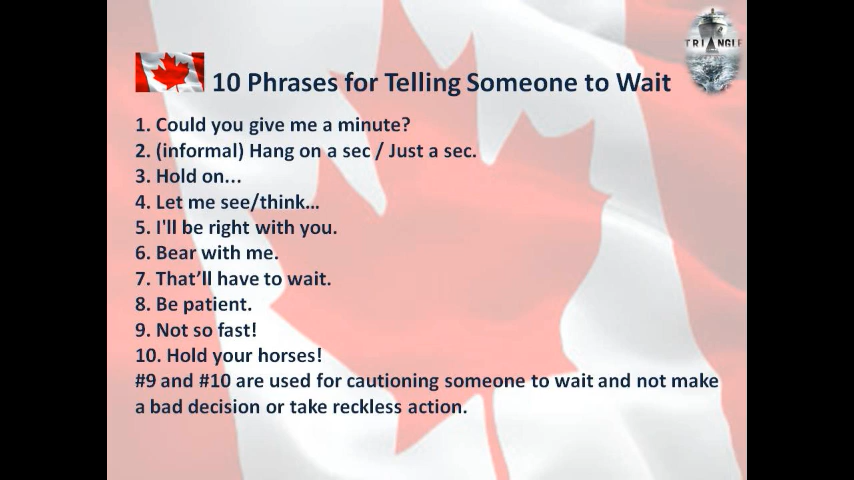 TRIANGLE
10 Phrases for Telling Someone to Wait
1. Could you give me a minute?
2. (informal) Hang on a sec / Just a sec.
3. Hold on...
4. Let me see/think…
5. I'll be right with you.
6. Bear with me.
7. That’ll have to wait.
8. Be patient.
9. Not so fast!
10. Hold your horses!
#9 and #10 are used for cautioning someone to wait and not make
a bad decision or take reckless action.